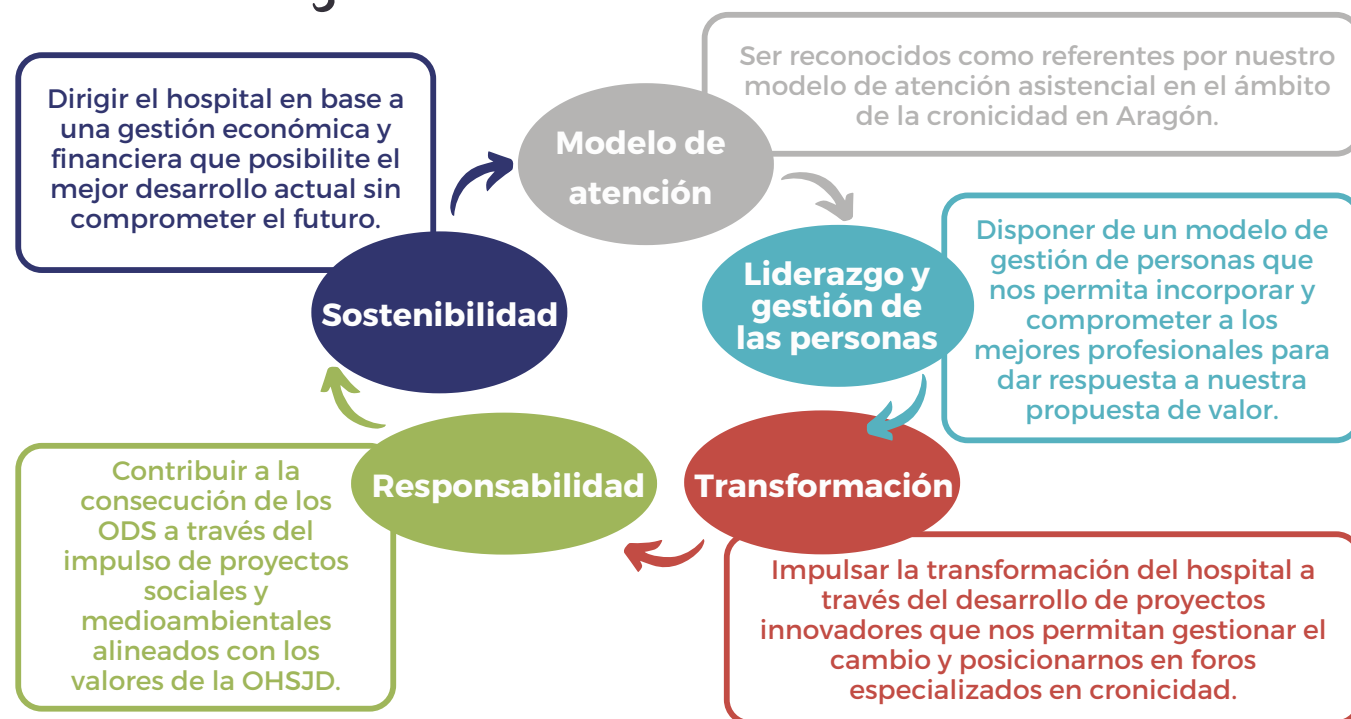 Ser reconocidos como referentes por nuestro
modelo de atención asistencial en el ámbito
de la cronicidad en Aragón.
Dirigir el hospital en base a
una gestión económica y
financiera que posibilite el
mejor desarrollo actual sin
comprometer el futuro.
Modelo de
atención
Disponer de un modelo de
gestión de personas que
nos permita incorporar y
comprometer a los
mejores profesionales para
dar respuesta a nuestra
propuesta de valor.
Liderazgo y
gestión de
las personas
Sostenibilidad
Responsabilidad
Transformación
Contribuir a la
consecución de los
ODS a través del
impulso de proyectos
sociales y
medioambientales
alineados con los
valores de la OHSJD.
Impulsar la transformación del hospital a
través del desarrollo de proyectos
innovadores que nos permitan gestionar el
cambio y posicionarnos en foros
especializados en cronicidad.